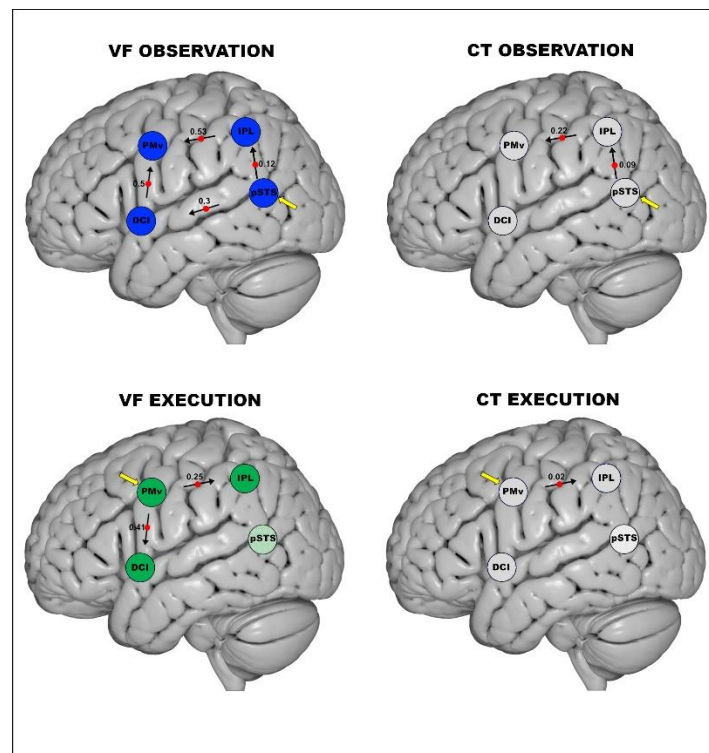 VF OBSERVATION
PMv
0.53
IPL
0.12
0.5
0.3
pSTS
DCI
CT OBSERVATION
PMv
0.22
IPL
0.09
pSTS
DCI
VF EXECUTION
PMv
0.25
IPL
0.41
pSTS
DCI
CT EXECUTION
PMv
0.02
IPL
pSTS
DCI